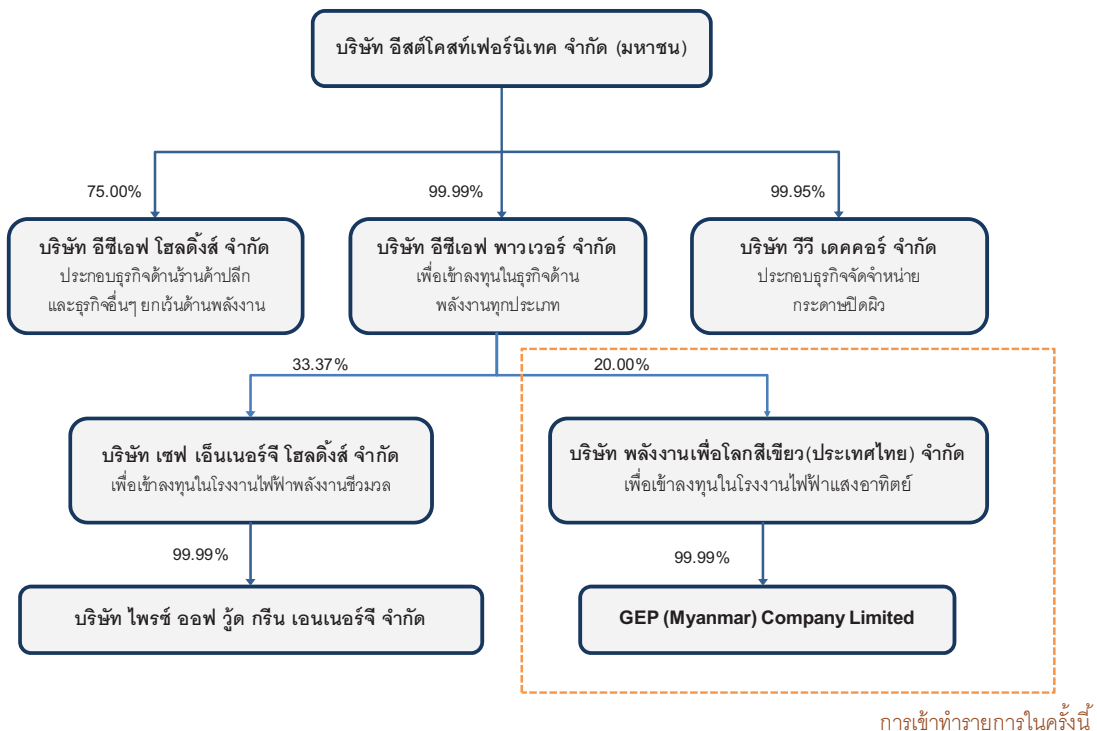 บริษัท อีสต์โคสท์เฟอร์นิเทค จำกัด (มหาชน)
75.00%
99.99%
99.95%
บริษัท อีซีเอฟ โฮลดิ้งส์ จำกัด
ประกอบธุรกิจด้านร้านค้าปลีก
และธุรกิจอื่นๆ ยกเว้นด้านพลังงาน
บริษัท อีซีเอฟ พาวเวอร์ จำกัด
เพื่อเข้าลงทุนในธุรกิจด้าน
พลังงานทุกประเภท
บริษัท วีวี เดคคอร์ จำกัด
ประกอบธุรกิจจัดจำหน่าย
กระดาษปิดผิว
33.37%
20.00%
บริษัท เซฟ เอ็นเนอร์จี โฮลดิ้งส์ จำกัด
เพื่อเข้าลงทุนในโรงงานไฟฟ้าพลังงานชีวมวล
บริษัท พลังงานเพื่อโลกสีเขียว(ประเทศไทย) จำกัด
เพื่อเข้าลงทุนในโรงงานไฟฟ้าแสงอาทิตย์
99.99%
99.99%
บริษัท ไพรซ์ ออฟ วู้ด กรีน เอนเนอร์จี จำกัด
GEP (Myanmar) Company Limited
การเข้าทำรายการในครั้งนี้